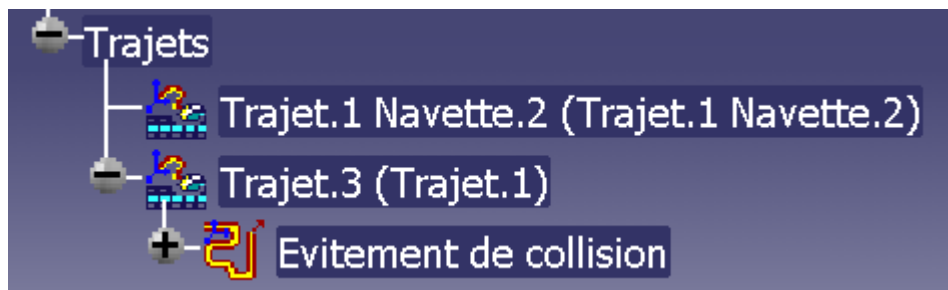 Trajets
Trajet.1 Navette.2 (Trajet.1 Navette.2)
Trajet.3 (Trajet.1)
Evitement de collision